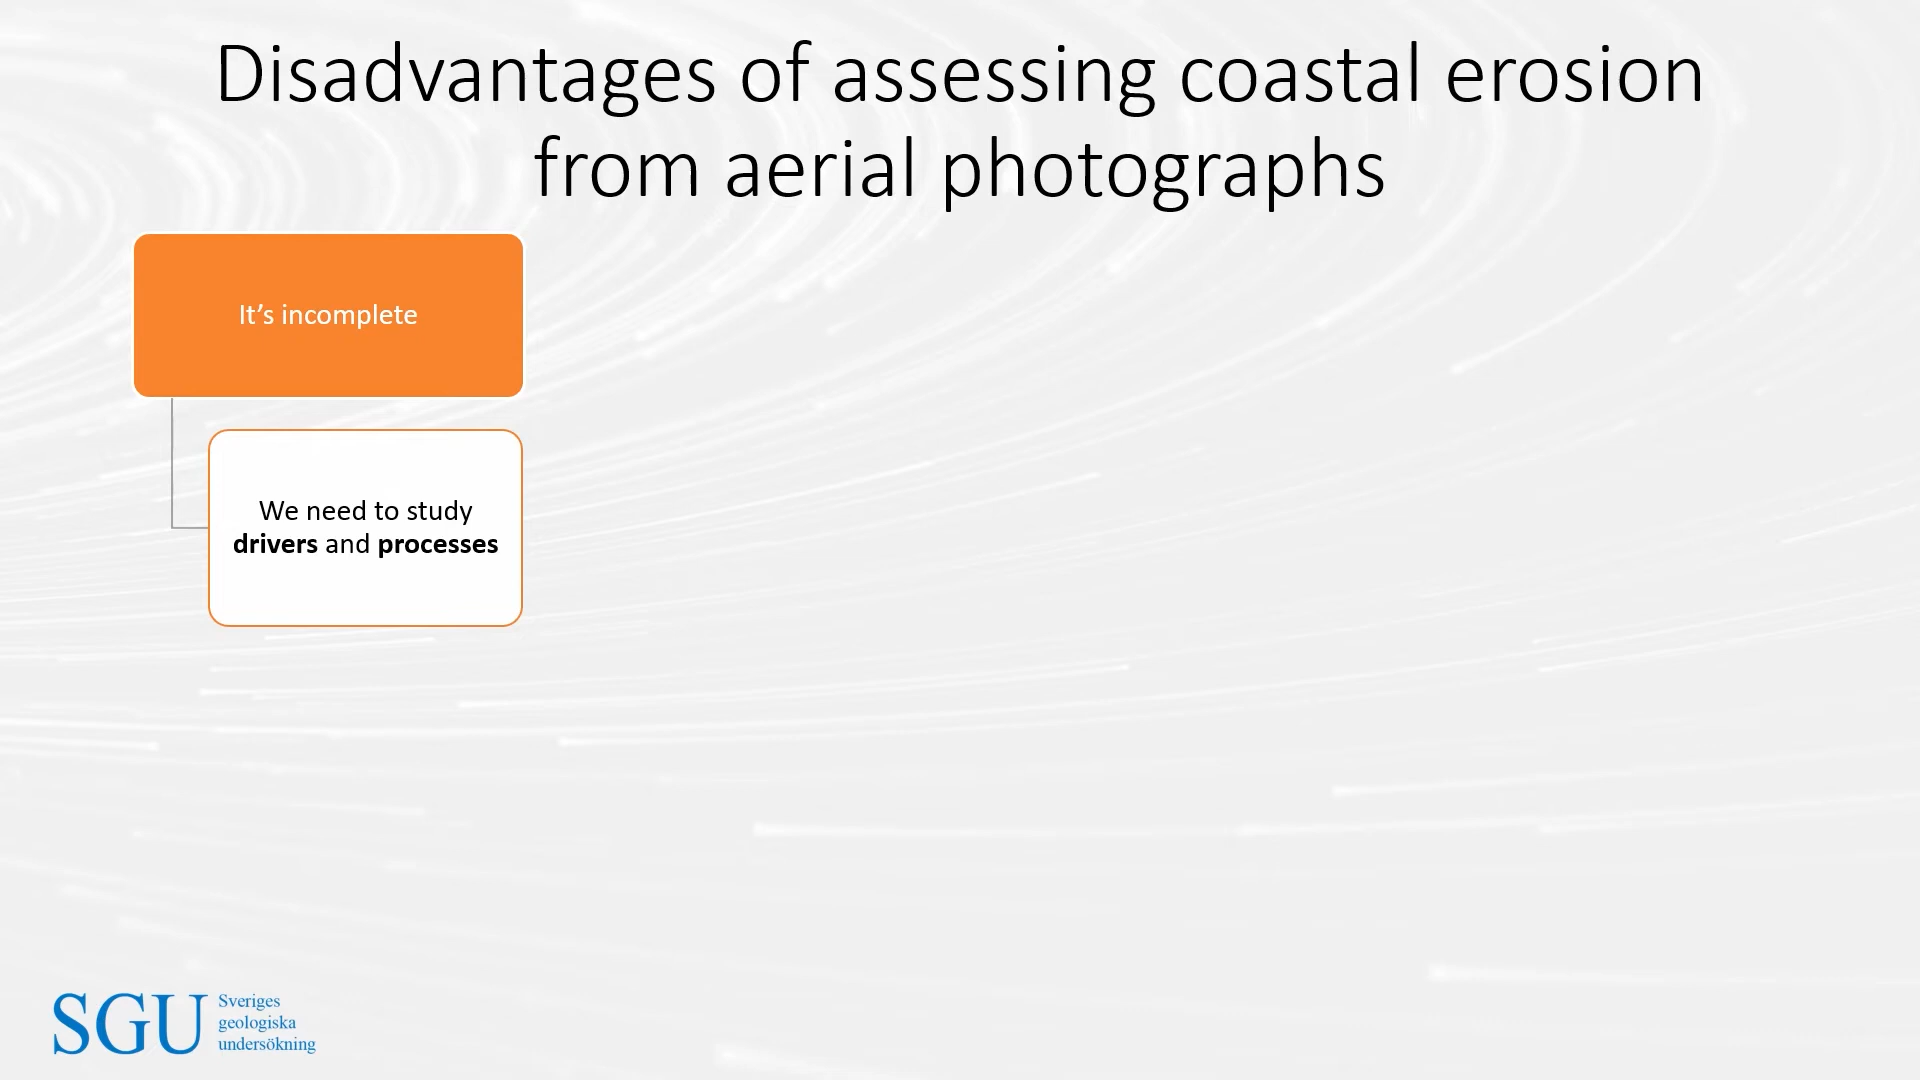 Disadvantages of assessing coastal erosion
from aerial photographs
It’s incomplete
We need to study
drivers and processes
SGU
Sveriges
geologiska
undersökning